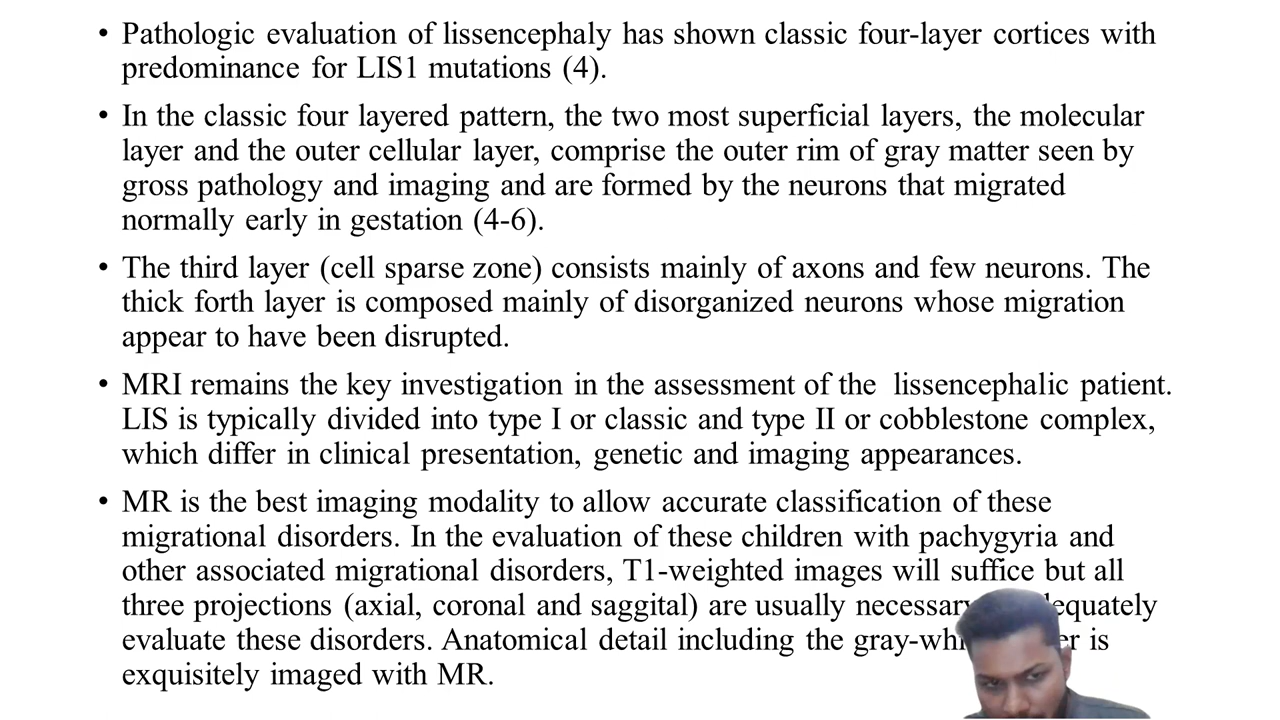 • Pathologic evaluation of lissencephaly has shown classic four-layer cortices with
predominance for LIS1 mutations (4).
• In the classic four layered pattern, the two most superficial layers, the molecular
layer and the outer cellular layer, comprise the outer rim of gray matter seen by
gross pathology and imaging and are formed by the neurons that migrated
normally early in gestation (4-6).
• The third layer (cell sparse zone) consists mainly of axons and few neurons. The
thick forth layer is composed mainly of disorganized neurons whose migration
appear to have been disrupted.
• MRI remains the key investigation in the assessment of the  lissencephalic patient.
LIS is typically divided into type I or classic and type II or cobblestone complex,
which differ in clinical presentation, genetic and imaging appearances.
• MR is the best imaging modality to allow accurate classification of these
migrational disorders. In the evaluation of these children with pachygyria and
other associated migrational disorders, T1-weighted images will suffice but all
three projections (axial, coronal and saggital) are usually necessary
evaluate these disorders. Anatomical detail including the is
exquisitely imaged with MR.